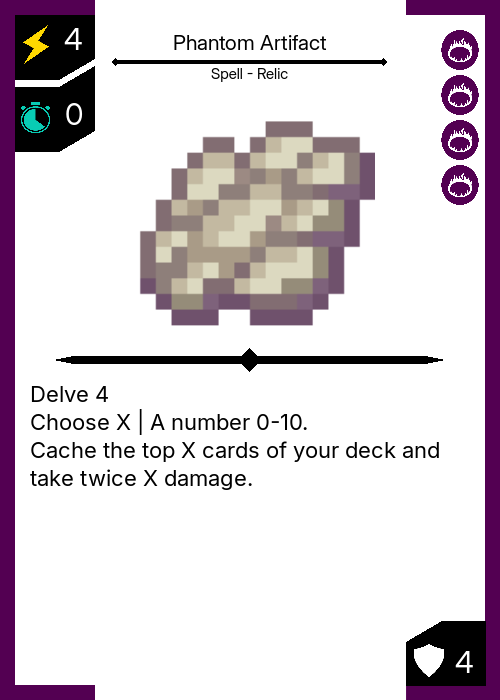 4
Phantom Artifact
Spell - Relic
0
Delve 4
Choose X | A number 0-10.
Cache the top X cards of your deck and
take twice X damage.
4